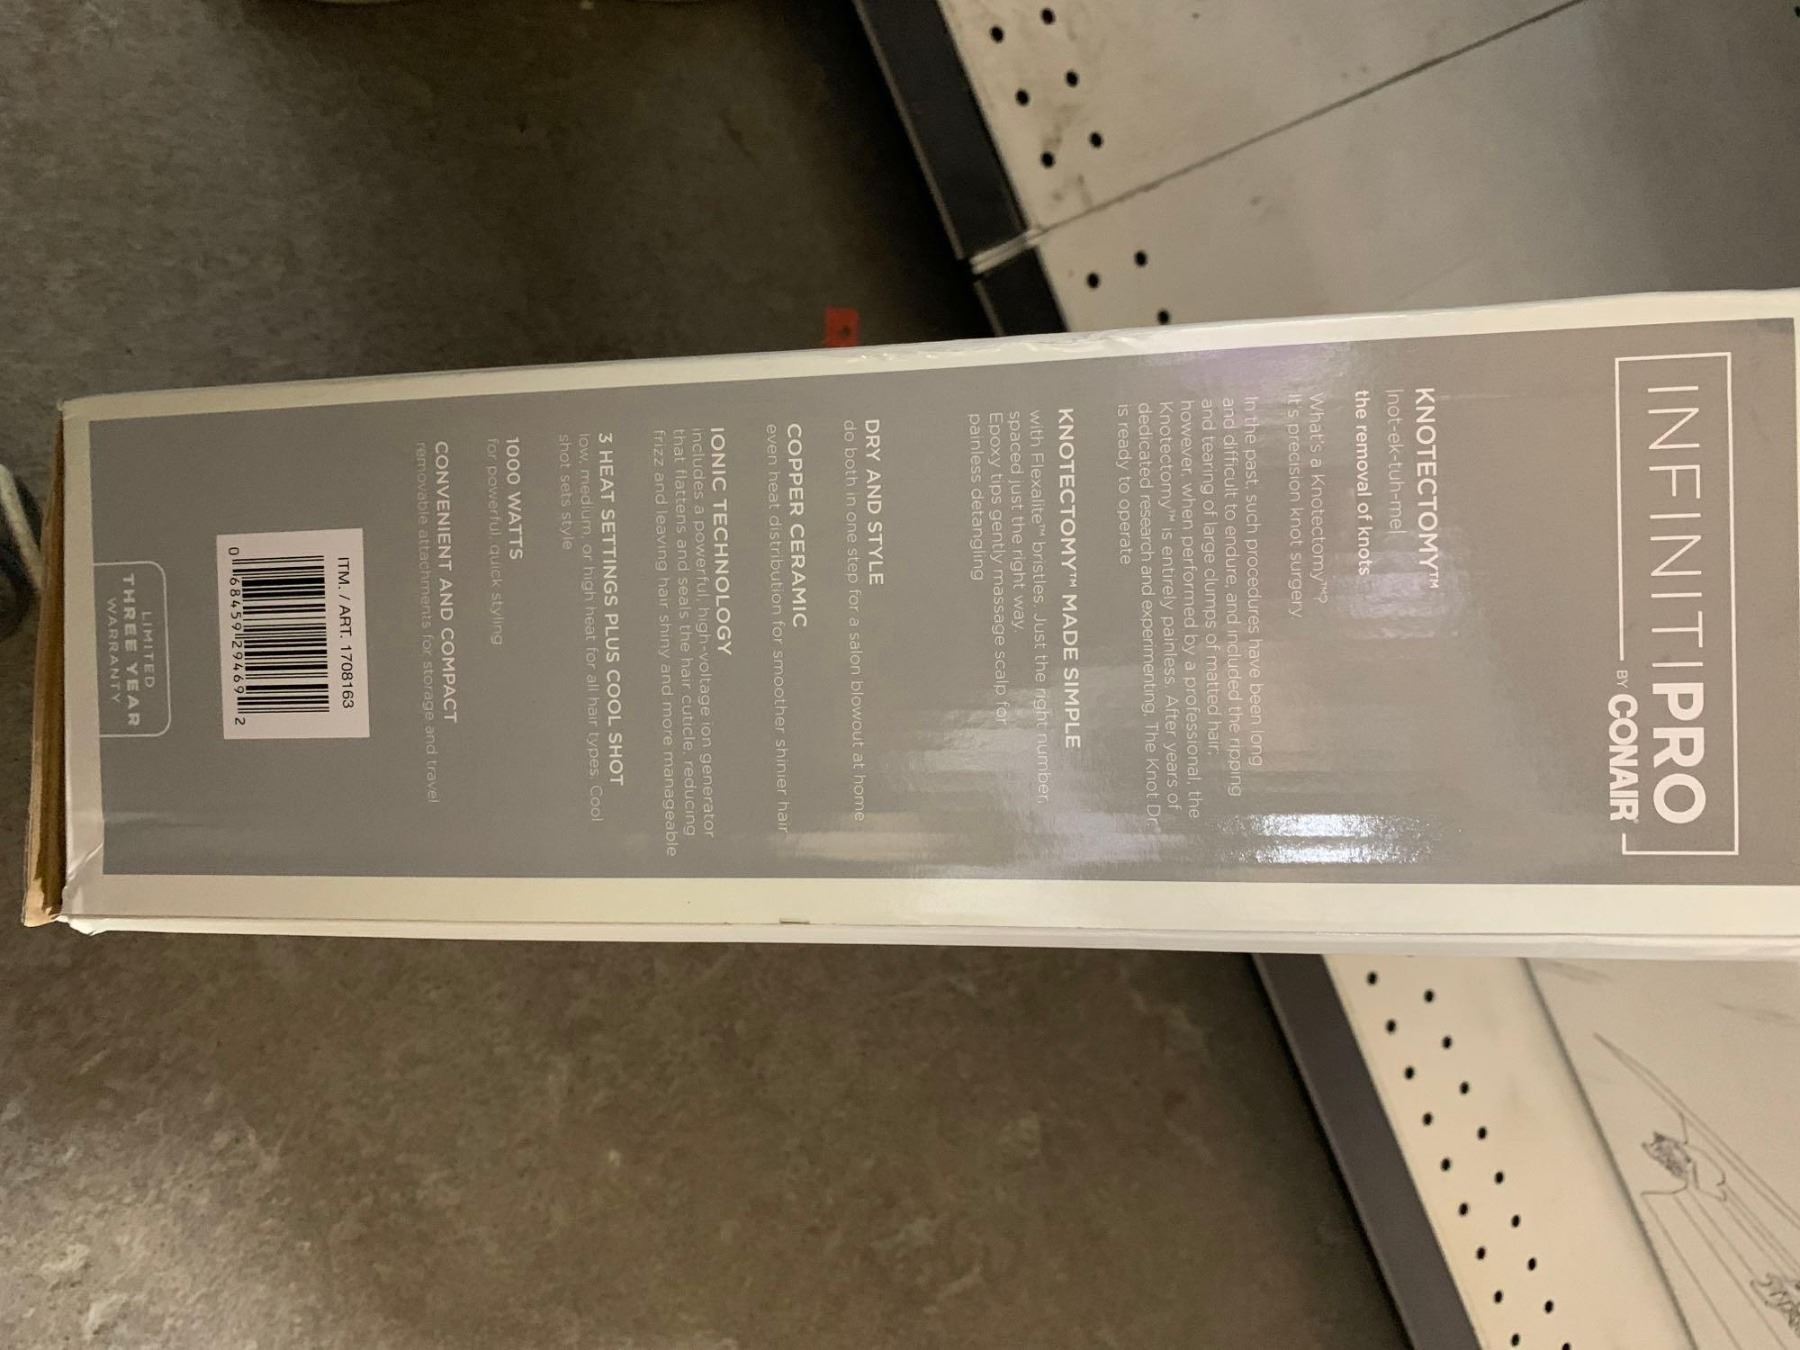 INFINITIPRO
BY CONAIR
KNOTECTOMY™
[not-ek-tuh-me]
the removal of knots
What's a Knotectomy™?
It's precision knot surgery
In the past, such procedures have been long
and difficult to endure, and included the ripping
and tearing of large clumps of matted hair,
however, when performed by a professional, the
Knotectomy™ is entirely painless. After years of
dedicated research and experimenting, The Knot Dr.
is ready to operate
KNOTECTOMY™ MADE SIMPLE
with Flexalite™ bristles. Just the right number,
spaced just the right way.
Epoxy tips gently massage scalp for
painless detangling
DRY AND STYLE
do both in one step for a salon blowout at home
COPPER CERAMIC
even heat distribution for smoother shinier hair
IONIC TECHNOLOGY
includes a powerful, high-voltage ion generator
that flattens and seals the hair cuticle, reducing
frizz and leaving hair shiny and more manageable
3 HEAT SETTINGS PLUS COOL SHOT
low, medium, or high heat for all hair types. Cool
shot sets style
1000 WATTS
for powerful, quick styling
CONVENIENT AND COMPACT
removable attachments for storage and travel
ITM. / ART. 1708163
0 68459 29469 2
LIMITED
THREE YEAR
WARRANTY